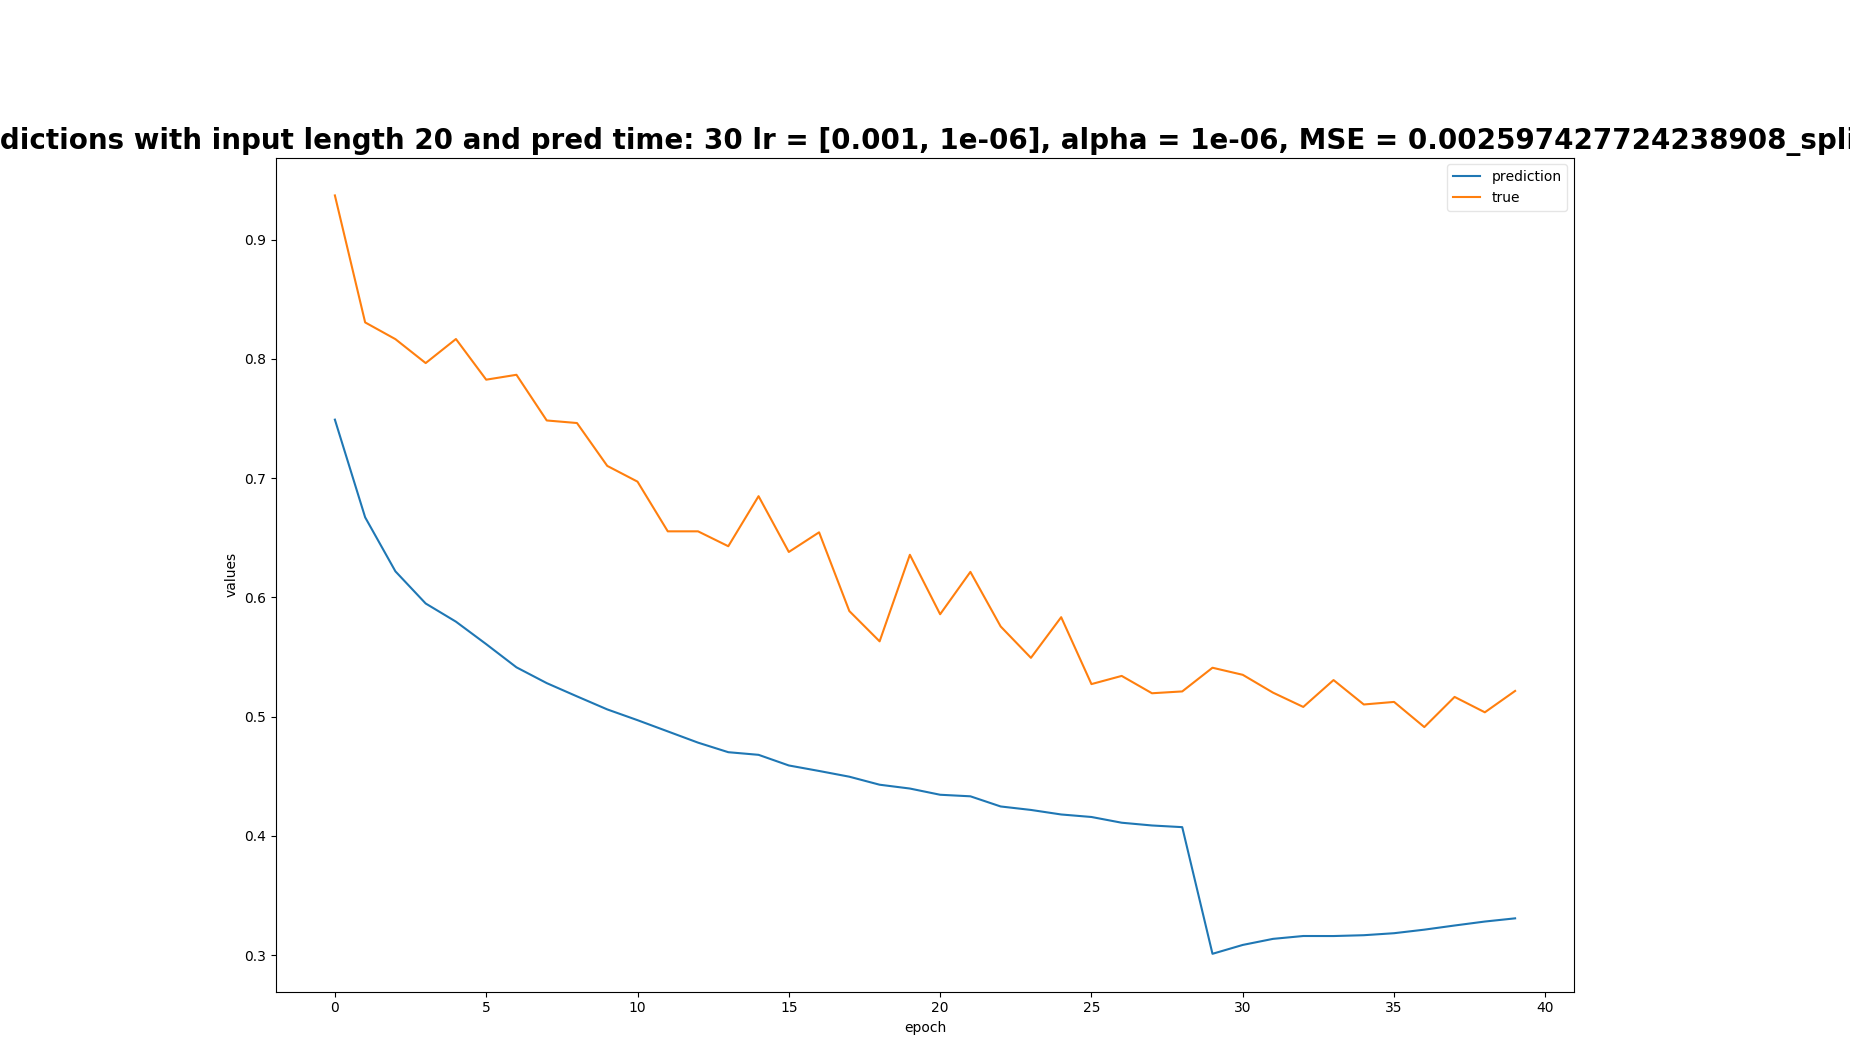 dictions with input length 20 and pred time: 30 lr = [0.001, 1e-06], alpha = 1e-06, MSE = 0.002597427724238908_spli
prediction
true
0.9
0.8
0.7
0.6
0.5
0.4
0.3
values
0 5 10 15 20 25 30 35 40
epoch